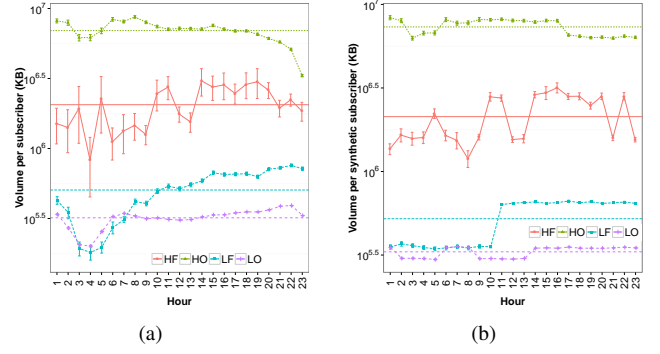 Volume per subscriber (KB)
10^7
10^6.5
10^6
10^5.5
HF HO LF LO
1 2 3 4 5 6 7 8 9 10 11 12 13 14 15 16 17 18 19 20 21 22 23
Hour
(a)
Volume per synthetic subscriber (KB)
10^7
10^6.5
10^6
10^5.5
HF HO LF LO
1 2 3 4 5 6 7 8 9 10 11 12 13 14 15 16 17 18 19 20 21 22 23
Hour
(b)